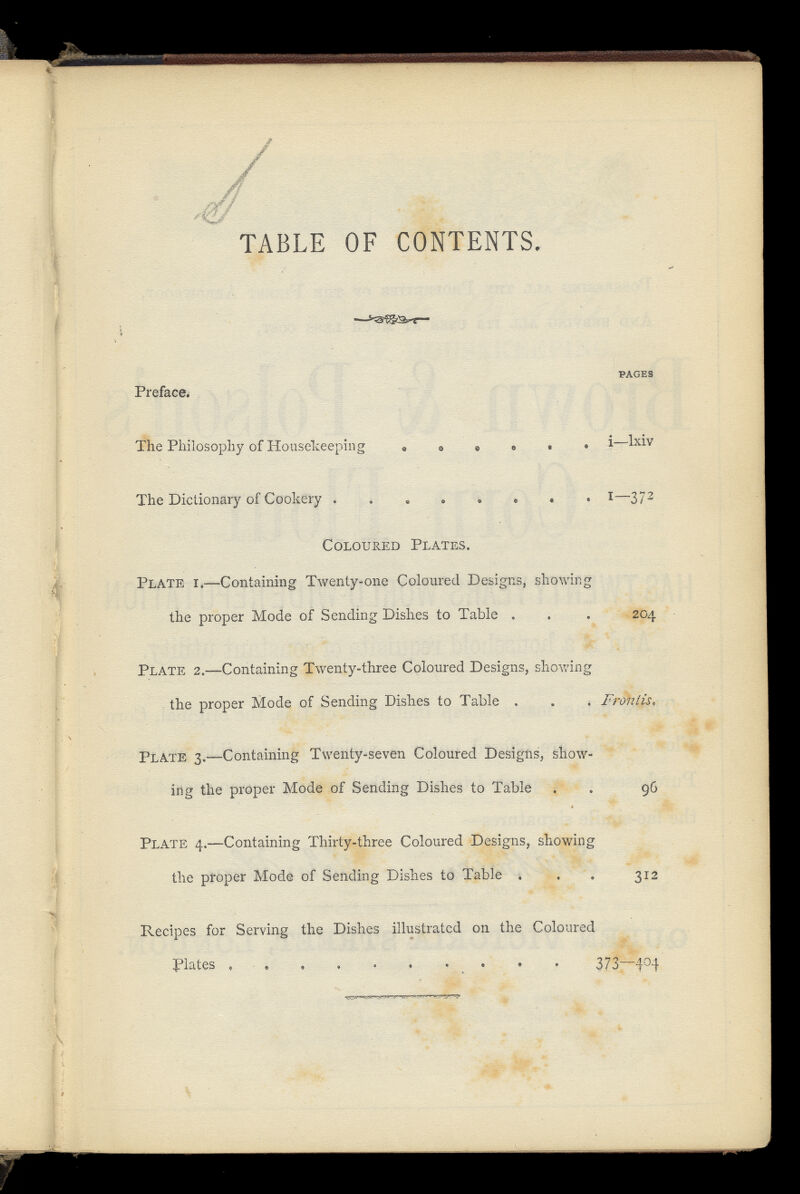 TABLE OF CONTENTS.
PAGES
Preface.
The Philosophy of Housekeeping . . . . . . i—lxiv
The Dictionary of Cookery . . . . . . . . 1—372
COLOURED PLATES.
PLATE 1.—Containing Twenty-one Coloured Designs, showing
the proper Mode of Sending Dishes to Table . . . 204
PLATE 2.—Containing Twenty-three Coloured Designs, showing
the proper Mode of Sending Dishes to Table . . . Frontis.
PLATE 3.—Containing Twenty-seven Coloured Designs, show-
ing the proper Mode of Sending Dishes to Table . . 96
PLATE 4.—Containing Thirty-three Coloured Designs, showing
the proper Mode of Sending Dishes to Table . . . 312
Recipes for Serving the Dishes illustrated on the Coloured
Plates . . . . . . . . . . 373—404